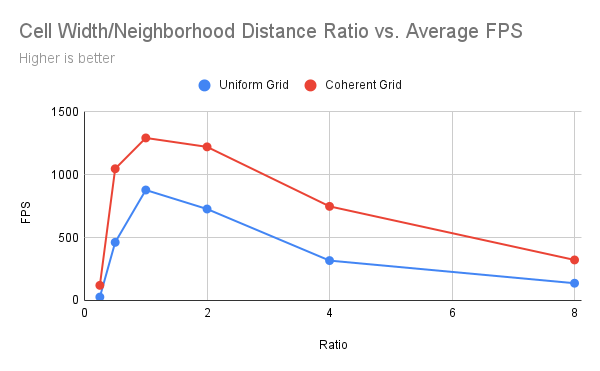 Cell Width/Neighborhood Distance Ratio vs. Average FPS
Higher is better
Uniform Grid Coherent Grid
1500
1000
500
0
FPS
0 2 4 6 8
Ratio